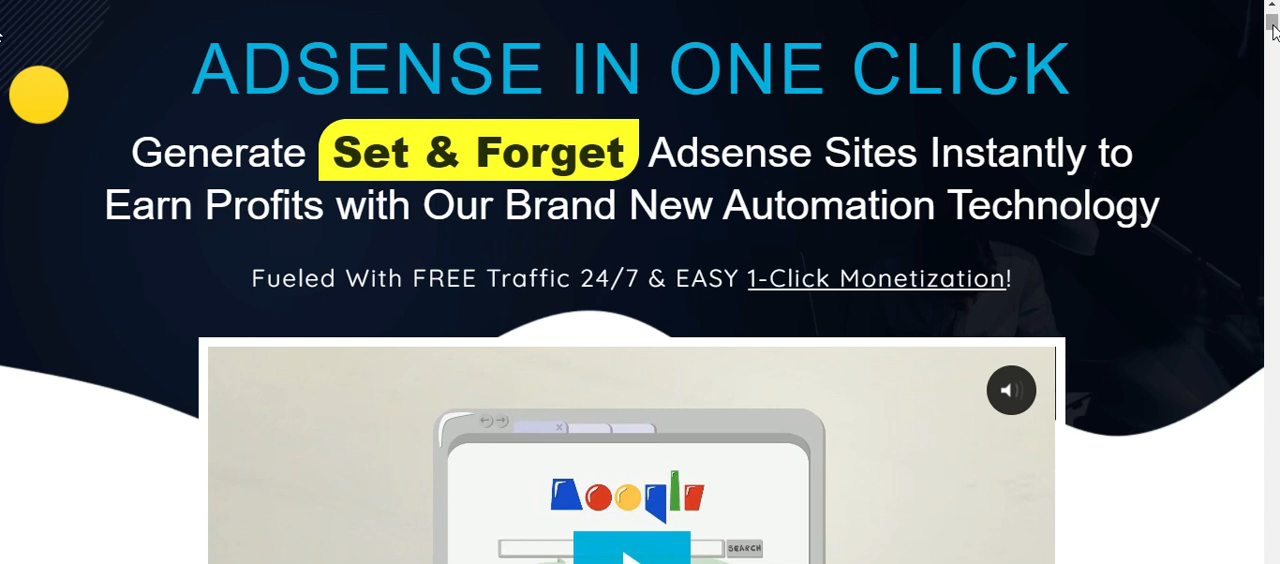 ADSENSE IN ONE CLICK
Generate Set & Forget Adsense Sites Instantly to
Earn Profits with Our Brand New Automation Technology
Fueled With FREE Traffic 24/7 & EASY 1-Click Monetization!
SEARCH